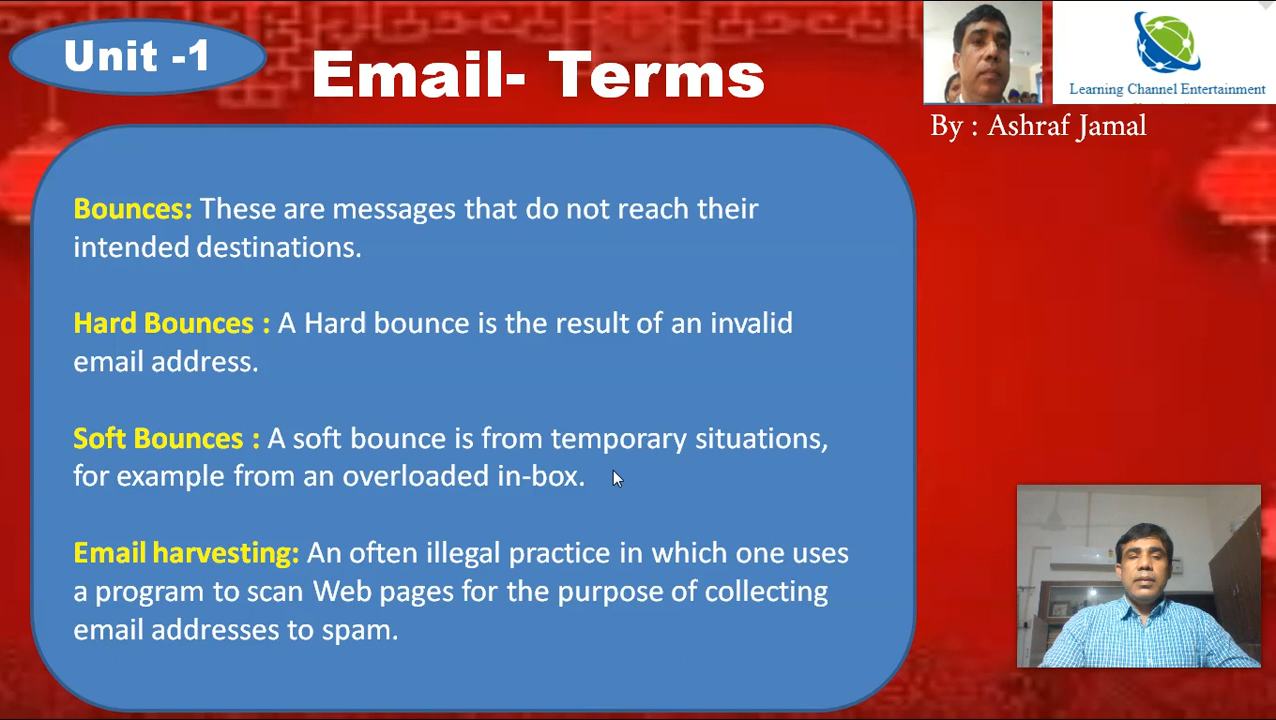 Unit -1
Email- Terms
Learning Channel Entertainment
By : Ashraf Jamal
Bounces: These are messages that do not reach their
intended destinations.
Hard Bounces : A Hard bounce is the result of an invalid
email address.
Soft Bounces : A soft bounce is from temporary situations,
for example from an overloaded in-box.
Email harvesting: An often illegal practice in which one uses
a program to scan Web pages for the purpose of collecting
email addresses to spam.